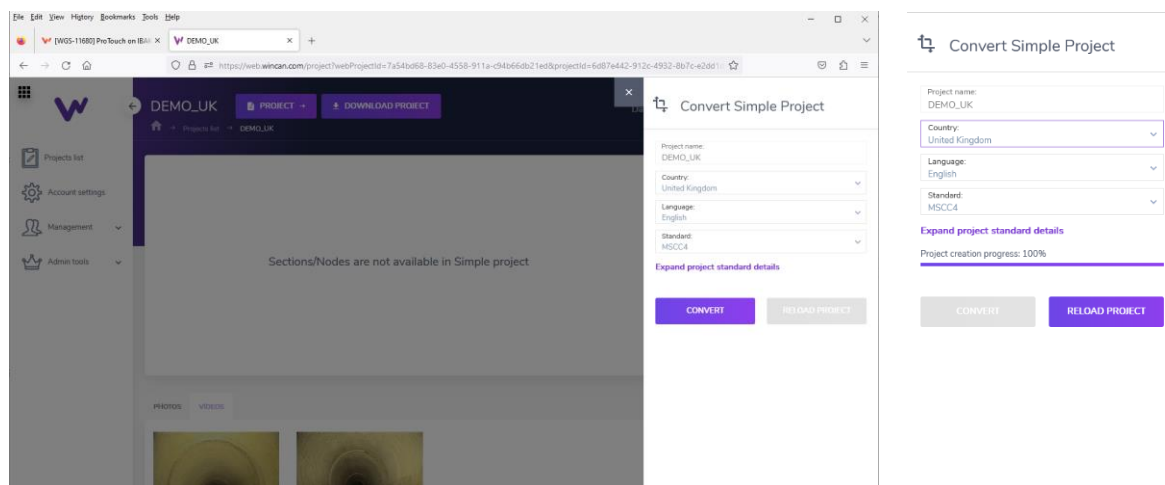 File Edit View History Bookmarks Tools Help
[WGS-11680] ProTouch on IBAK
DEMO_UK
https://web.wincan.com/project?webProjectId=7a54bd68-83e0-4558-911a-c94b66db21ed&projectId=6d87e442-912c-4932-8b7c-e2dd1
DEMO_UK
PROJECT
DOWNLOAD PROJECT
Projects list
DEMO_UK
Projects list
Account settings
Management
Admin tools
Sections/Nodes are not available in Simple project
PHOTOS
VIDEOS
Convert Simple Project
Project name:
DEMO_UK
Country:
United Kingdom
Language:
English
Standard:
MSCC4
Expand project standard details
CONVERT
RELOAD PROJECT
Convert Simple Project
Project name:
DEMO_UK
Country:
United Kingdom
Language:
English
Standard:
MSCC4
Expand project standard details
Project creation progress: 100%
CONVERT
RELOAD PROJECT